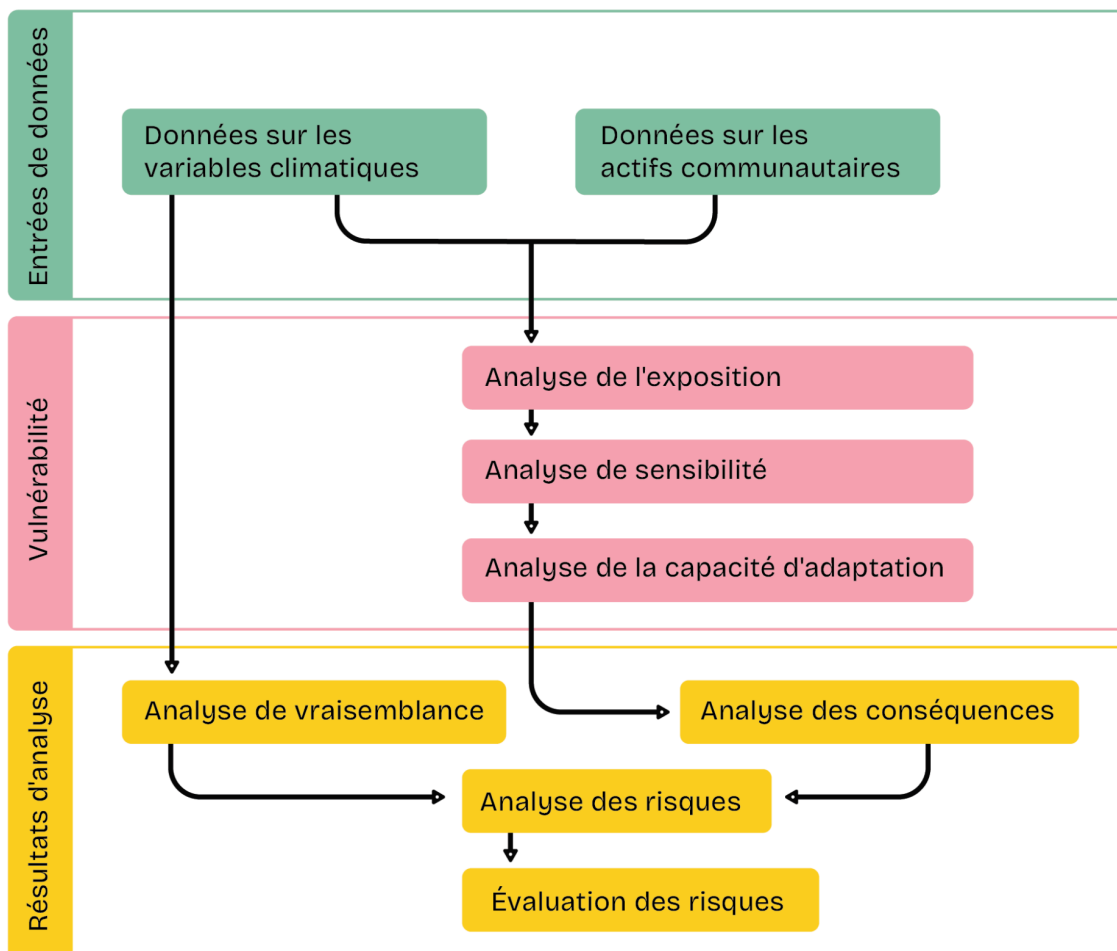 Entrées de données
Données sur les
variables climatiques
Données sur les
actifs communautaires
Vulnérabilité
Analyse de l'exposition
Analyse de sensibilité
Analyse de la capacité d'adaptation
Résultats d'analyse
Analyse de vraisemblance
Analyse des conséquences
Analyse des risques
Évaluation des risques